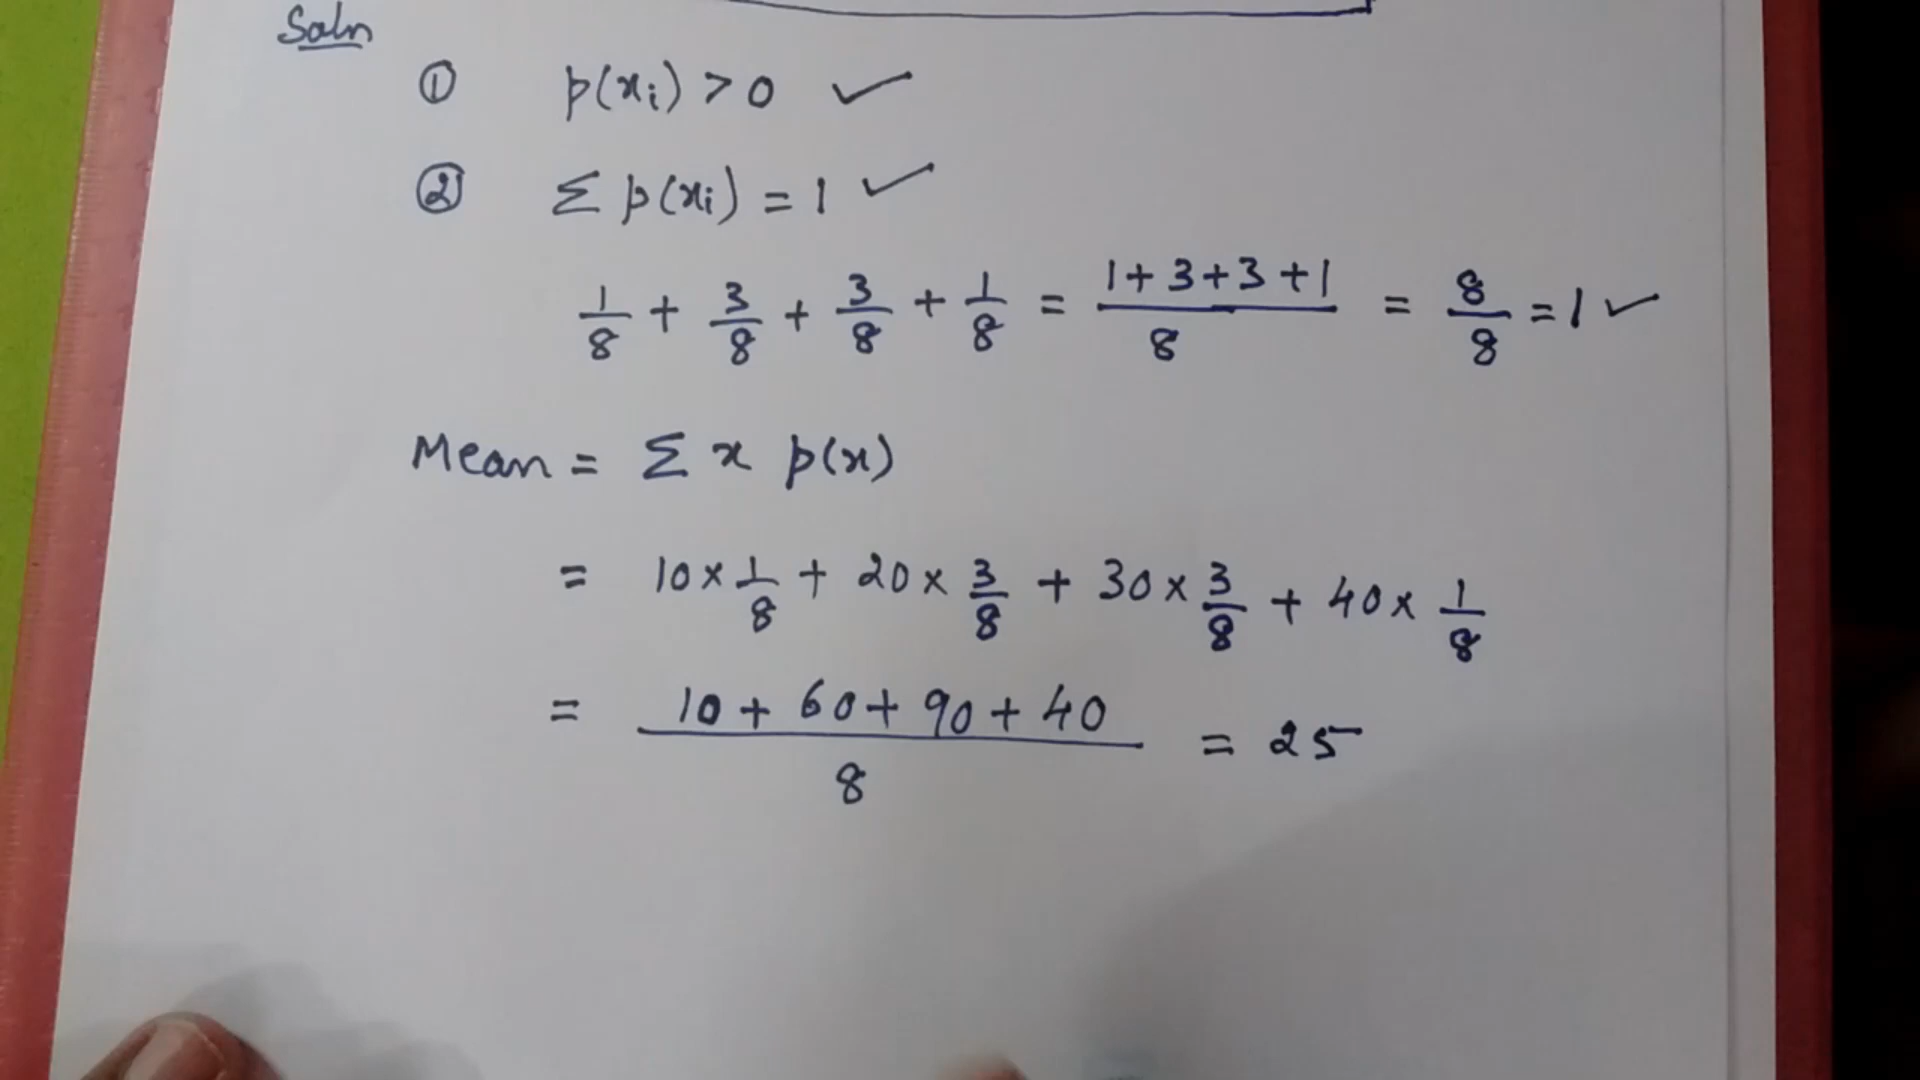 Soln
① p(xi) > 0 ✓
② Σ p(xi) = 1 ✓
1/8 + 3/8 + 3/8 + 1/8 = (1+3+3+1)/8 = 8/8 = 1 ✓
Mean = Σ x p(x)
= 10 × 1/8 + 20 × 3/8 + 30 × 3/8 + 40 × 1/8
= (10 + 60 + 90 + 40)/8 = 25